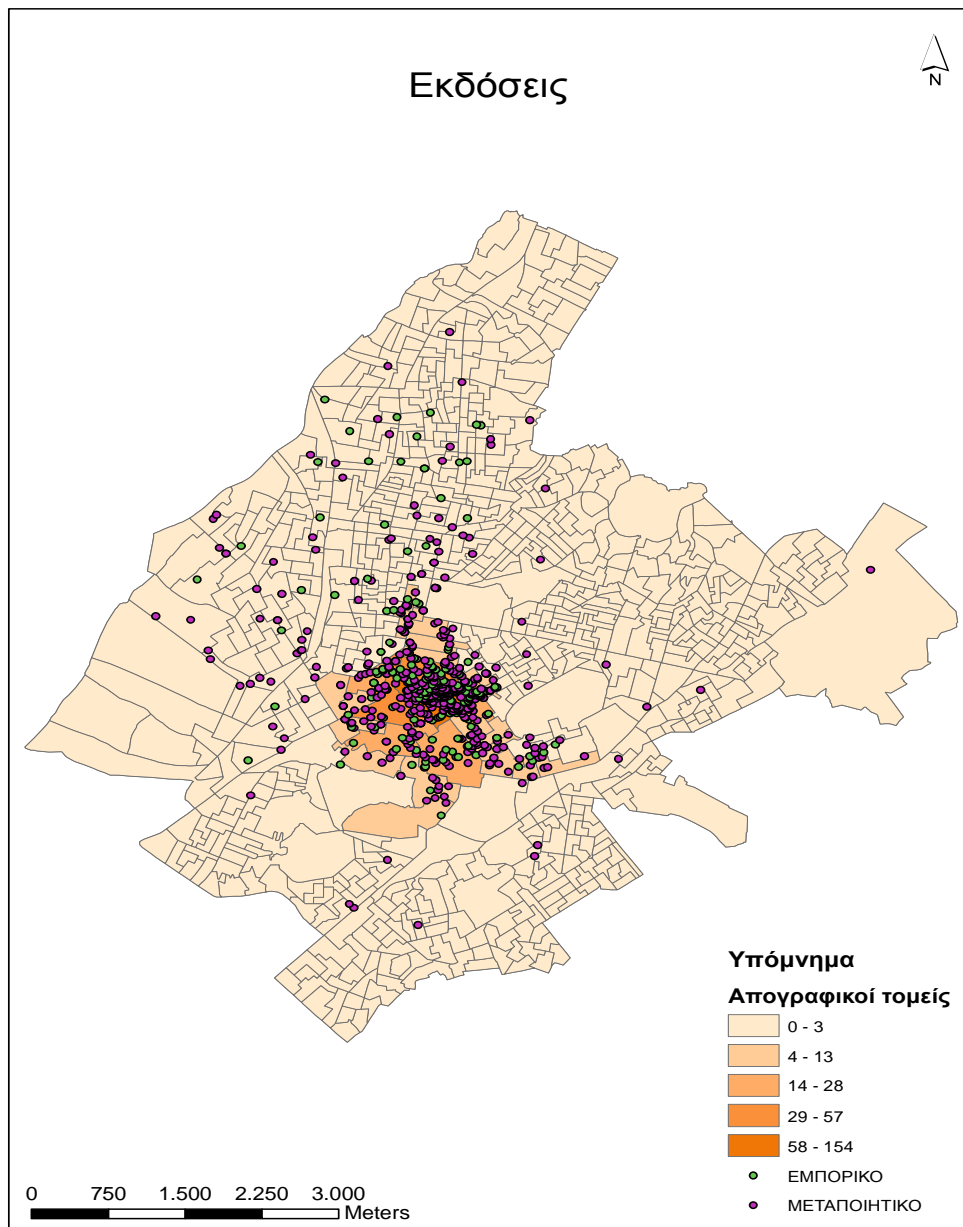 Εκδόσεις
N
Υπόμνημα
Απογραφικοί τομείς
0 - 3
4 - 13
14 - 28
29 - 57
58 - 154
ΕΜΠΟΡΙΚΟ
ΜΕΤΑΠΟΙΗΤΙΚΟ
0 750 1.500 2.250 3.000
Meters